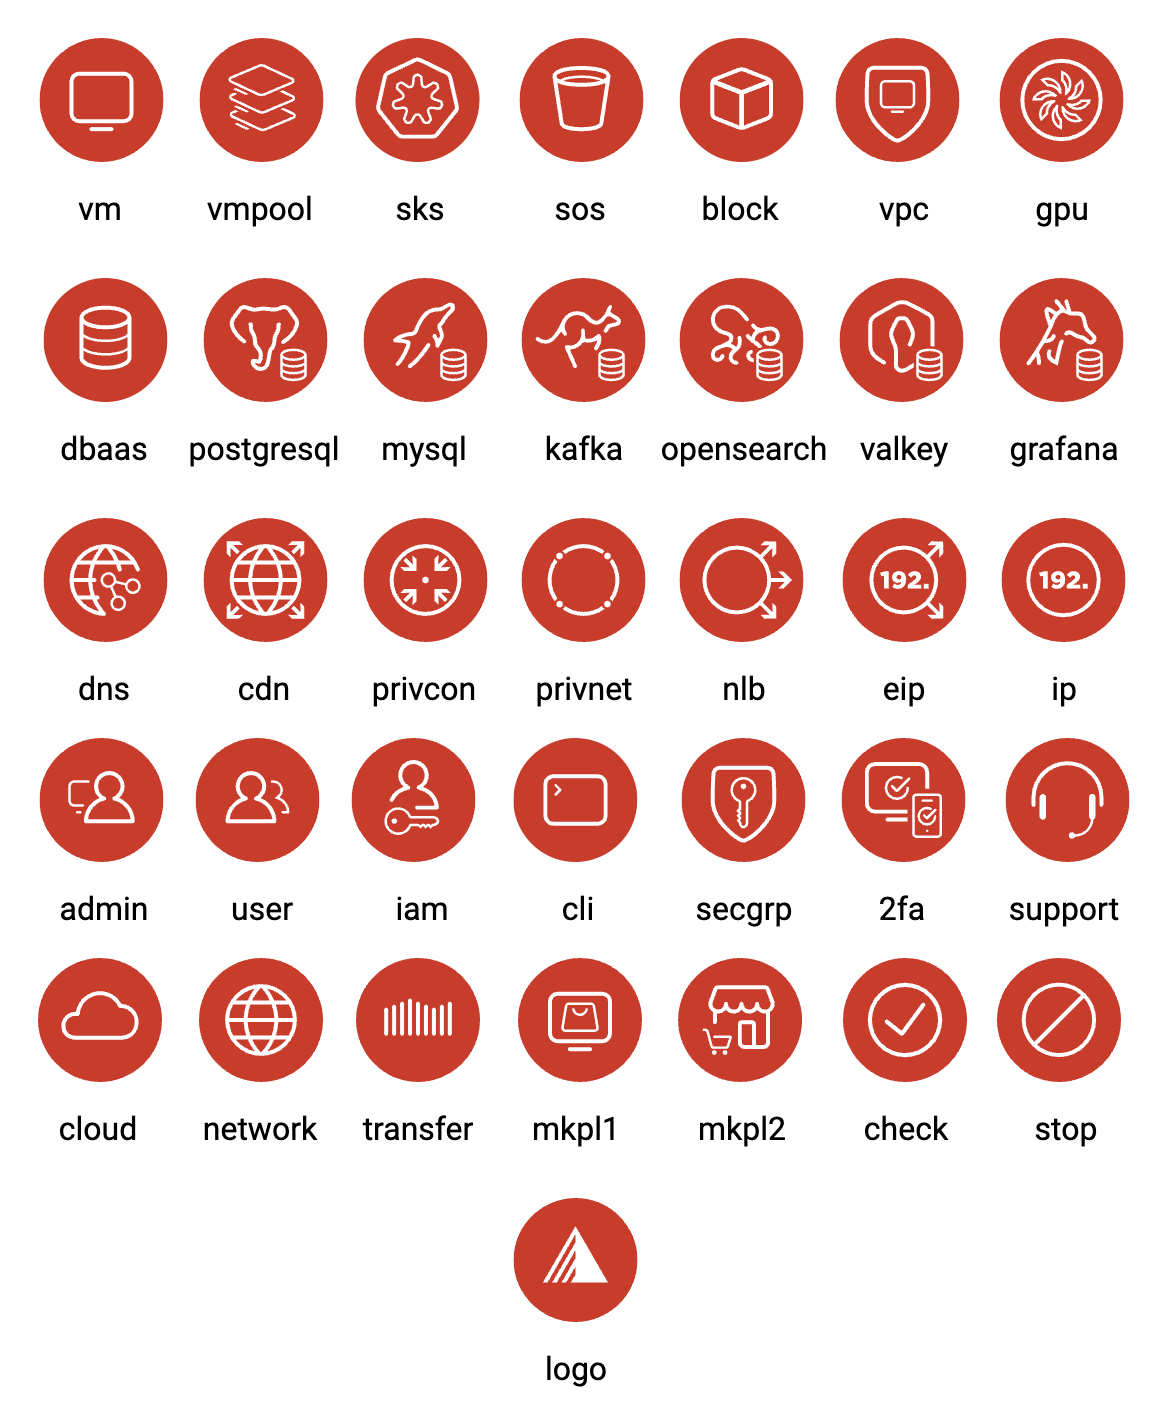 vm vmpool sks sos block vpc gpu
dbaas postgresql mysql kafka opensearch valkey grafana
192. 192.
dns cdn privcon privnet nlb eip ip
admin user iam cli secgrp 2fa support
cloud network transfer mkpl1 mkpl2 check stop
logo